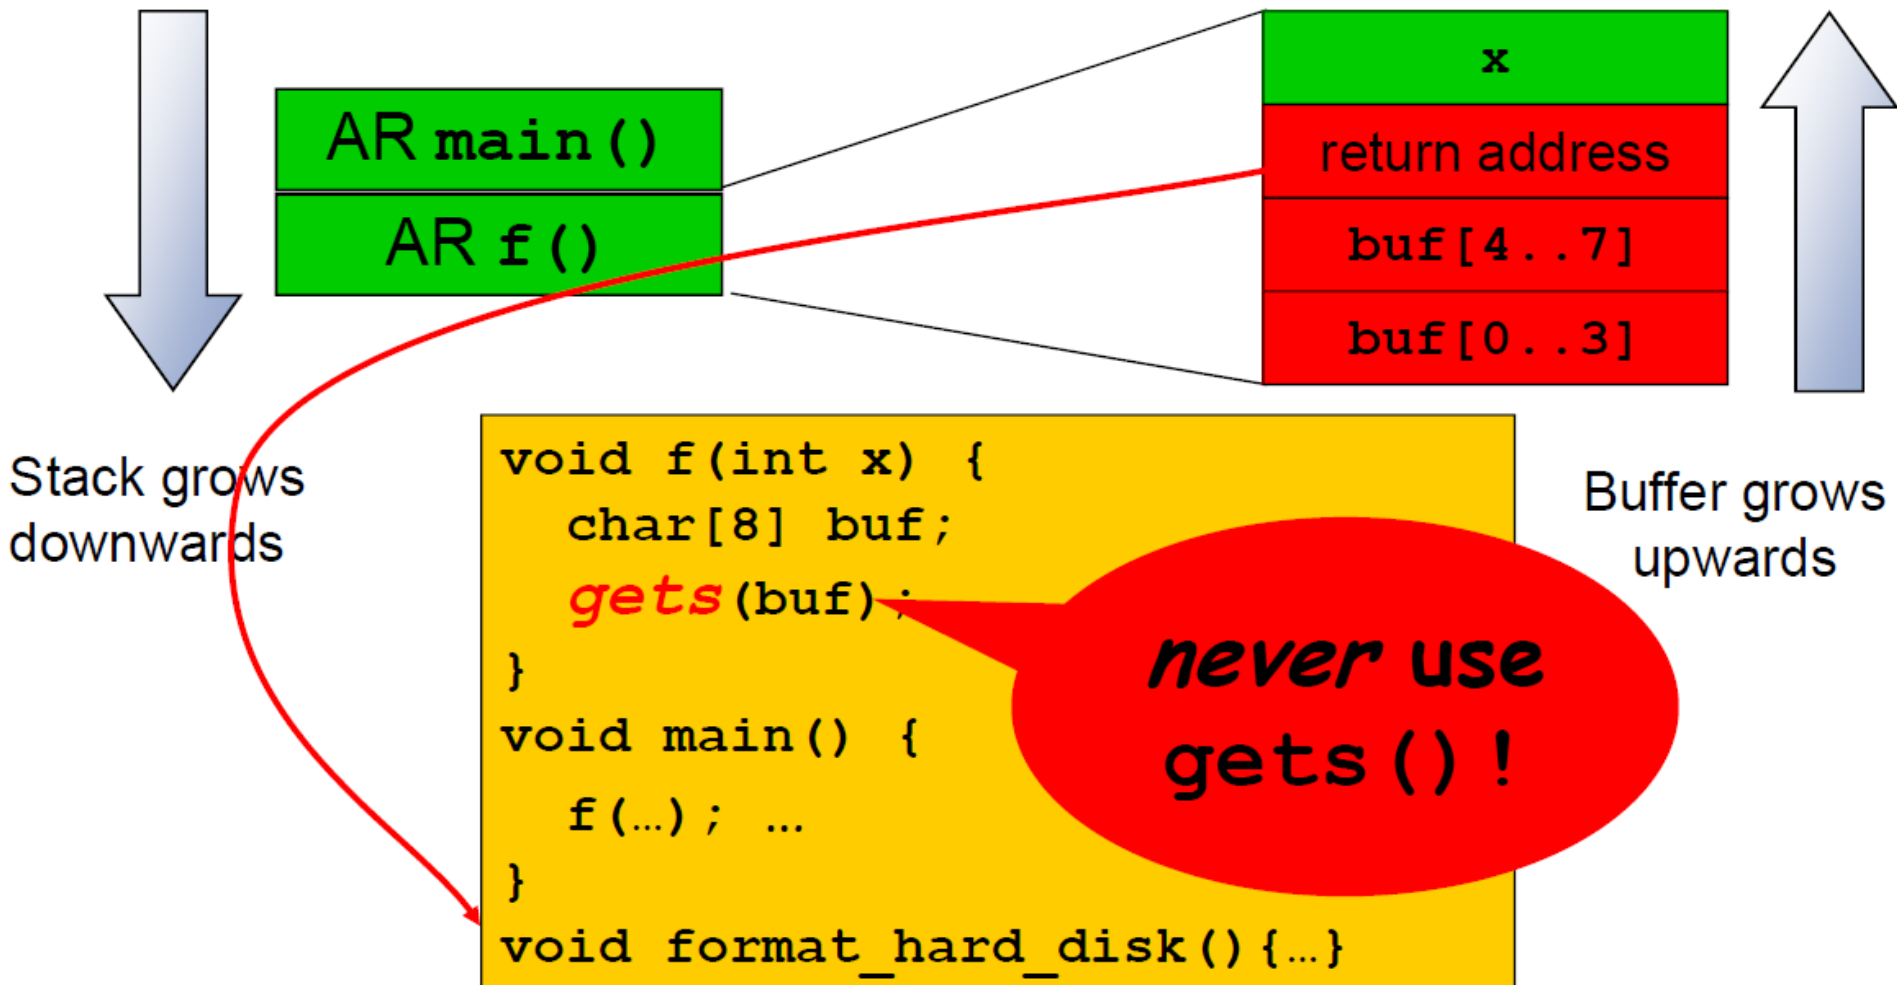 AR main()
AR f()
x
return address
buf[4..7]
buf[0..3]
Stack grows
downwards
Buffer grows
upwards
void f(int x) {
char[8] buf;
gets(buf);
}
void main() {
f(…); …
}
void format_hard_disk(){…}
never use
gets()!